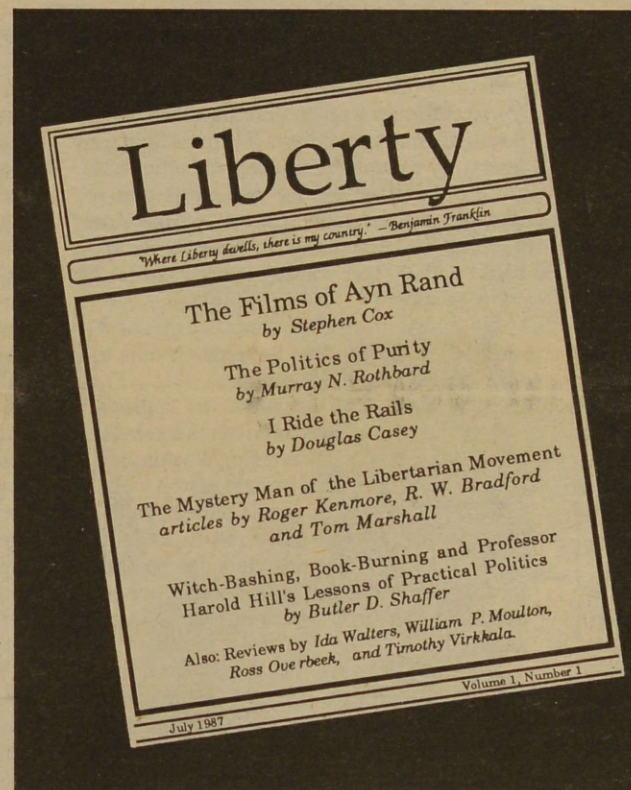 Liberty
"Where Liberty dwells, there is my country." — Benjamin Franklin
The Films of Ayn Rand
by Stephen Cox
The Politics of Purity
by Murray N. Rothbard
I Ride the Rails
by Douglas Casey
The Mystery Man of the Libertarian Movement
articles by Roger Kenmore, R. W. Bradford
and Tom Marshall
Witch-Bashing, Book-Burning and Professor
Harold Hill's Lessons of Practical Politics
by Butler D. Shaffer
Also: Reviews by Ida Walters, William P. Moulton,
Ross Overbeek, and Timothy Virkkala.
July 1987
Volume 1, Number 1